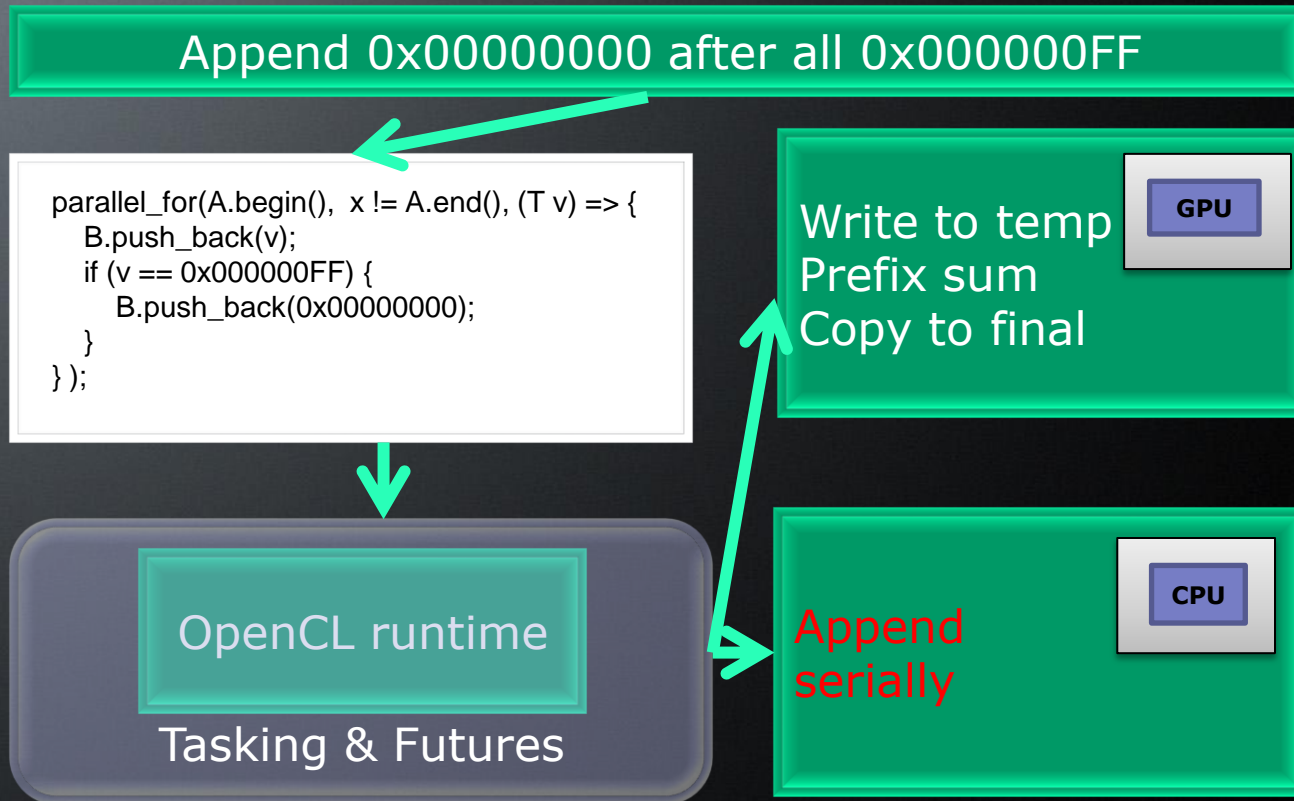 Append 0x00000000 after all 0x000000FF
parallel_for(A.begin(),  x != A.end(), (T v) => {
B.push_back(v);
if (v == 0x000000FF) {
B.push_back(0x00000000);
}
} );
Write to temp
Prefix sum
Copy to final
GPU
OpenCL runtime
Tasking & Futures
Append
serially
CPU